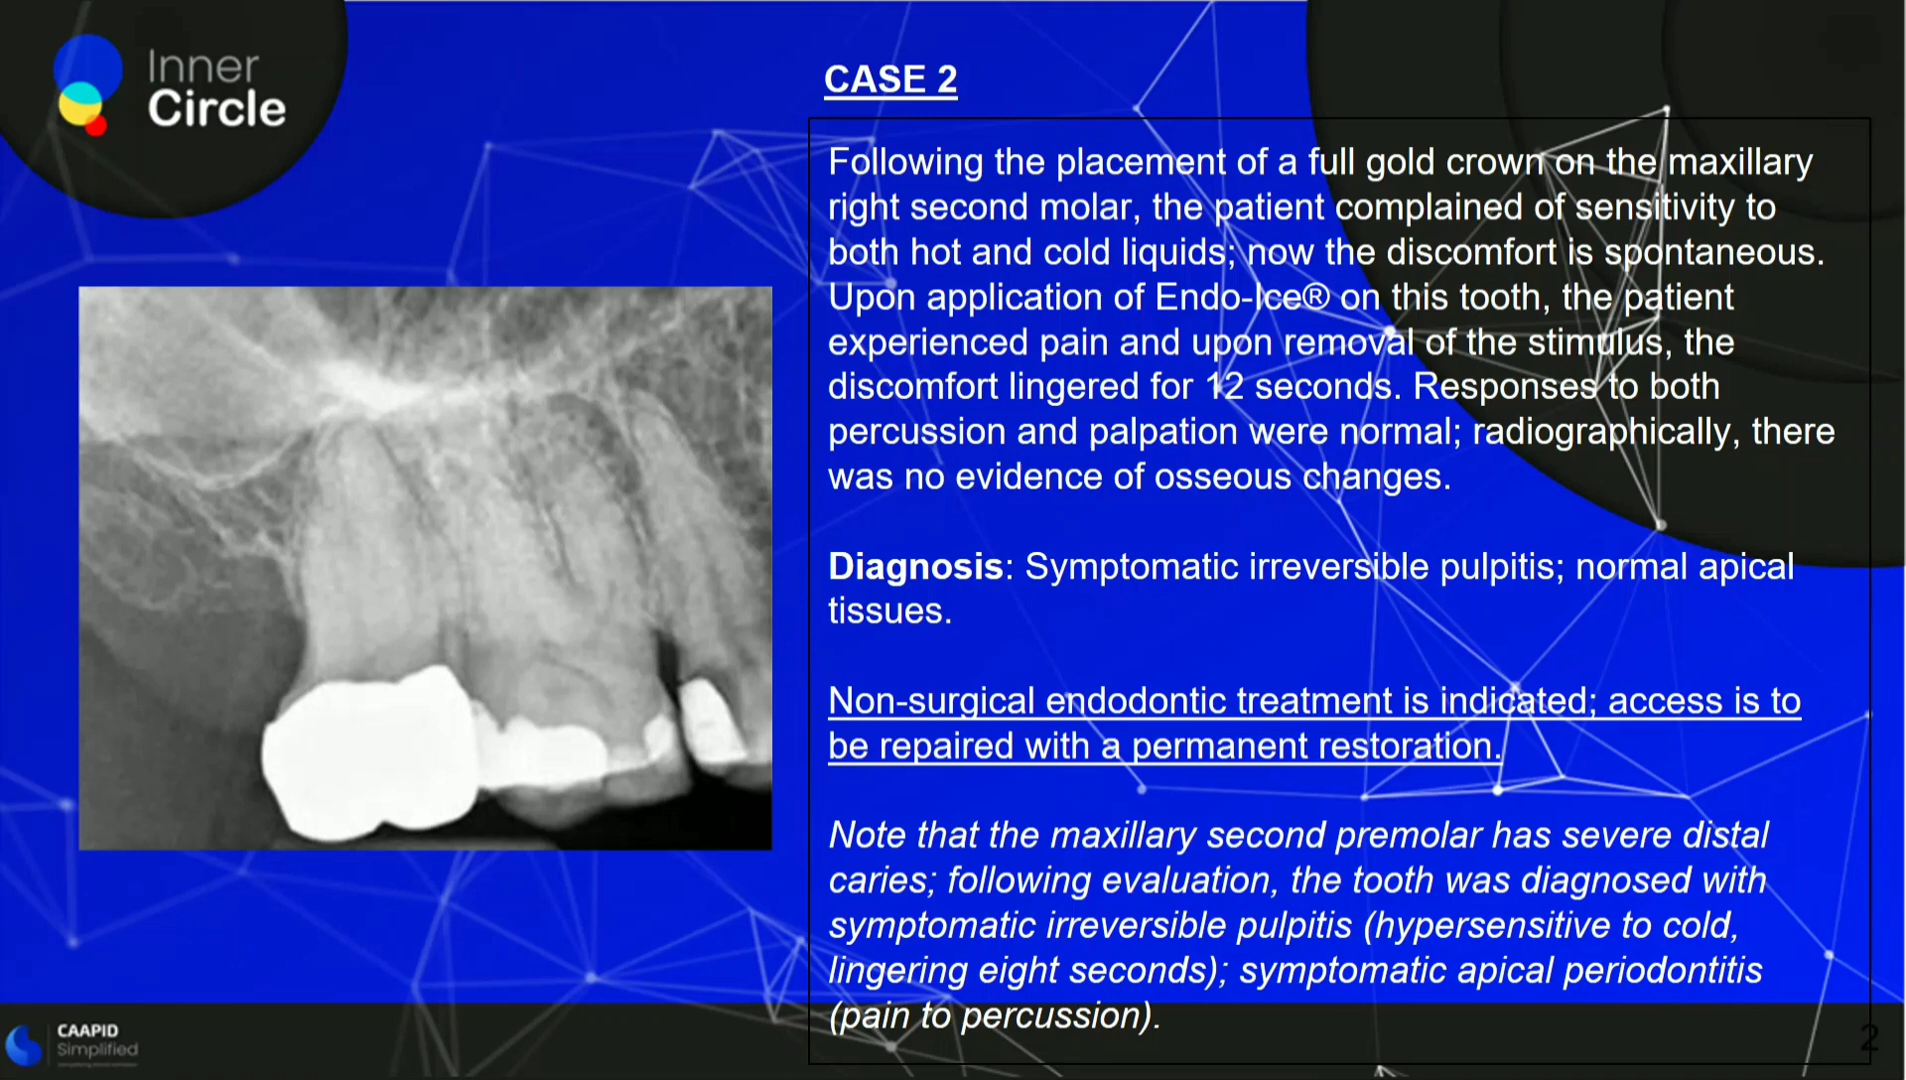 Inner
Circle
CASE 2
Following the placement of a full gold crown on the maxillary
right second molar, the patient complained of sensitivity to
both hot and cold liquids; now the discomfort is spontaneous.
Upon application of Endo-Ice® on this tooth, the patient
experienced pain and upon removal of the stimulus, the
discomfort lingered for 12 seconds. Responses to both
percussion and palpation were normal; radiographically, there
was no evidence of osseous changes.
Diagnosis: Symptomatic irreversible pulpitis; normal apical
tissues.
Non-surgical endodontic treatment is indicated; access is to
be repaired with a permanent restoration.
Note that the maxillary second premolar has severe distal
caries; following evaluation, the tooth was diagnosed with
symptomatic irreversible pulpitis (hypersensitive to cold,
lingering eight seconds); symptomatic apical periodontitis
(pain to percussion).
CAAPID
Simplified
2